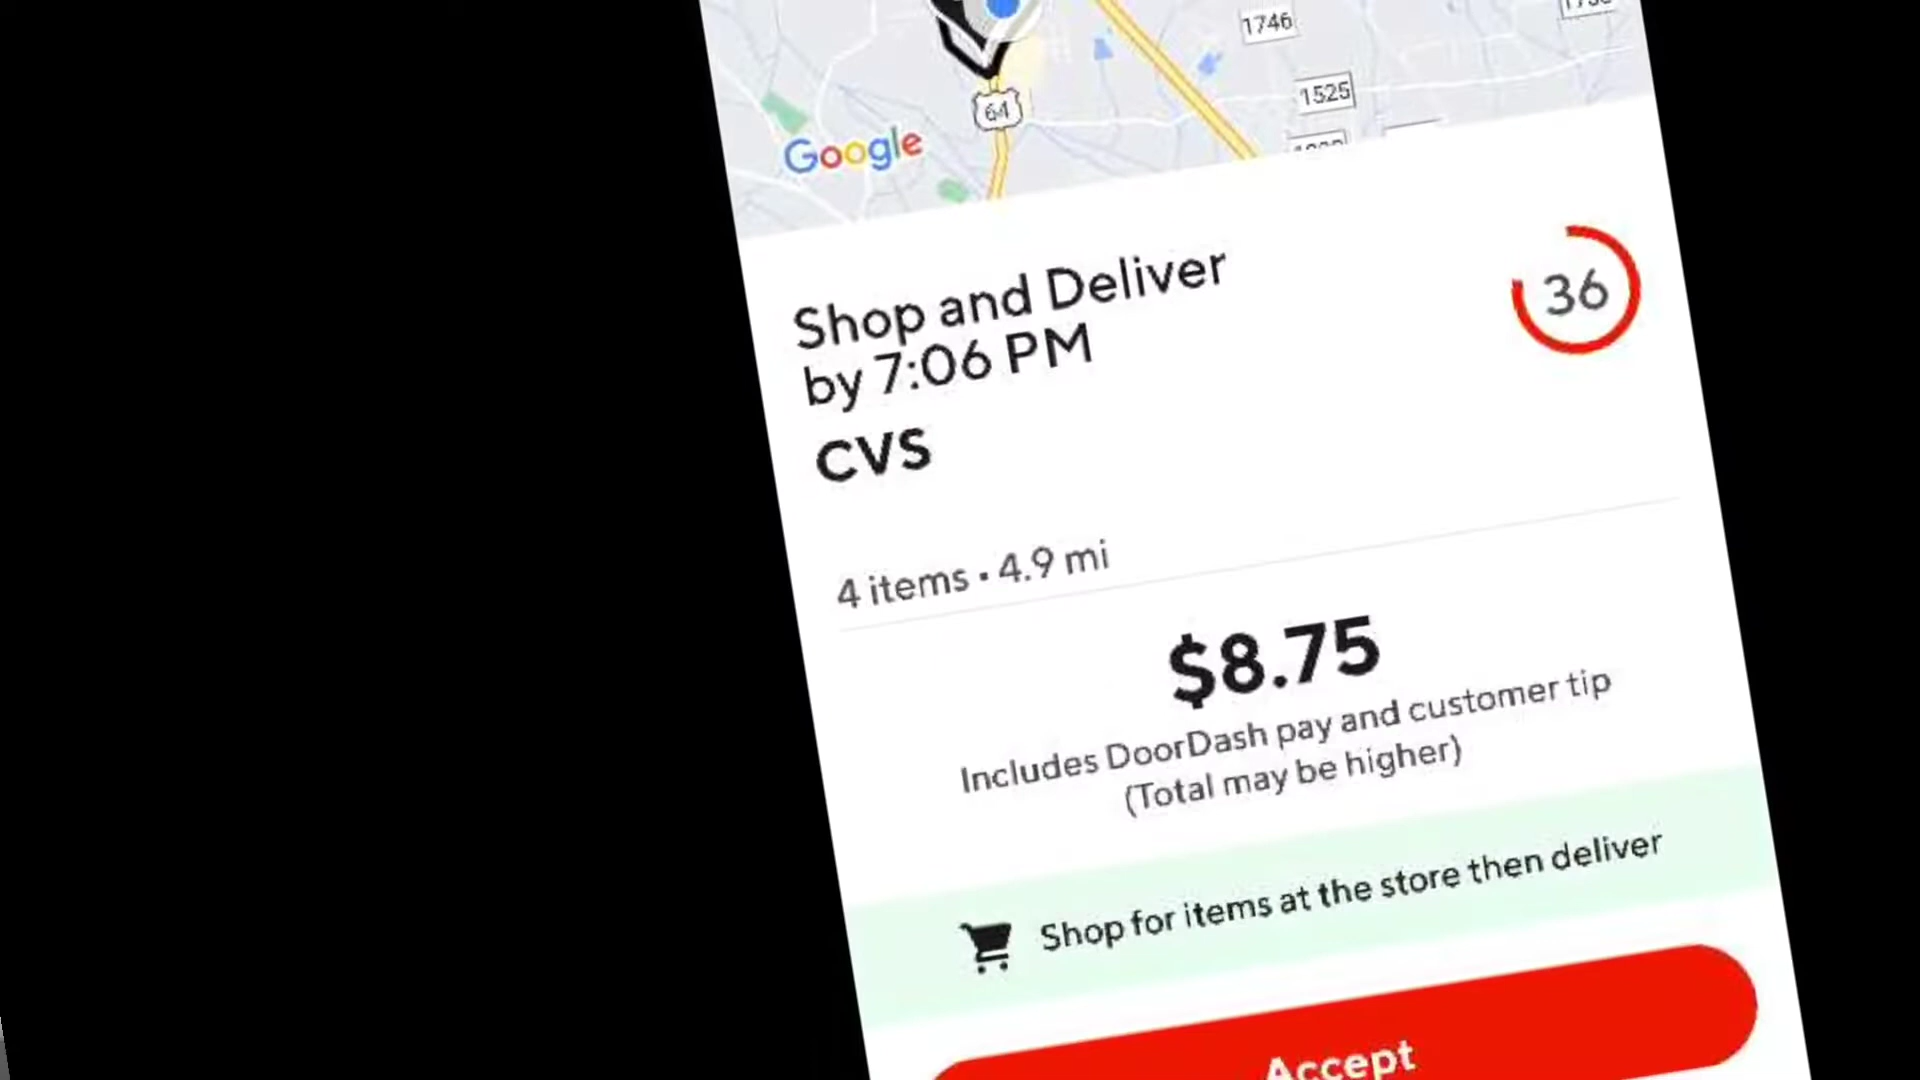 1746
1525
64
Google
Shop and Deliver
by 7:06 PM
36
CVS
4 items • 4.9 mi
$8.75
Includes DoorDash pay and customer tip
(Total may be higher)
Shop for items at the store then deliver
Accept